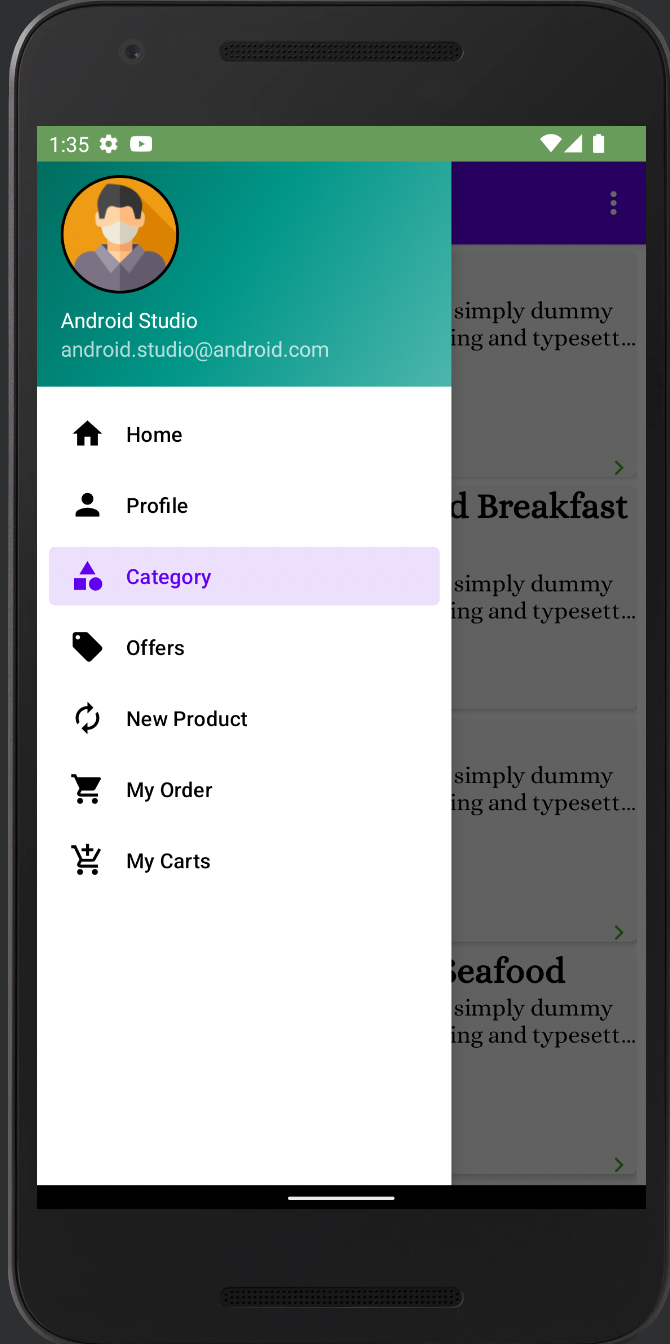 1:35
Android Studio
android.studio@android.com
Home
Profile
Category
Offers
New Product
My Order
My Carts
simply dummy
ing and typesett...
d Breakfast
simply dummy
ing and typesett...
simply dummy
ing and typesett...
Seafood
simply dummy
ing and typesett...